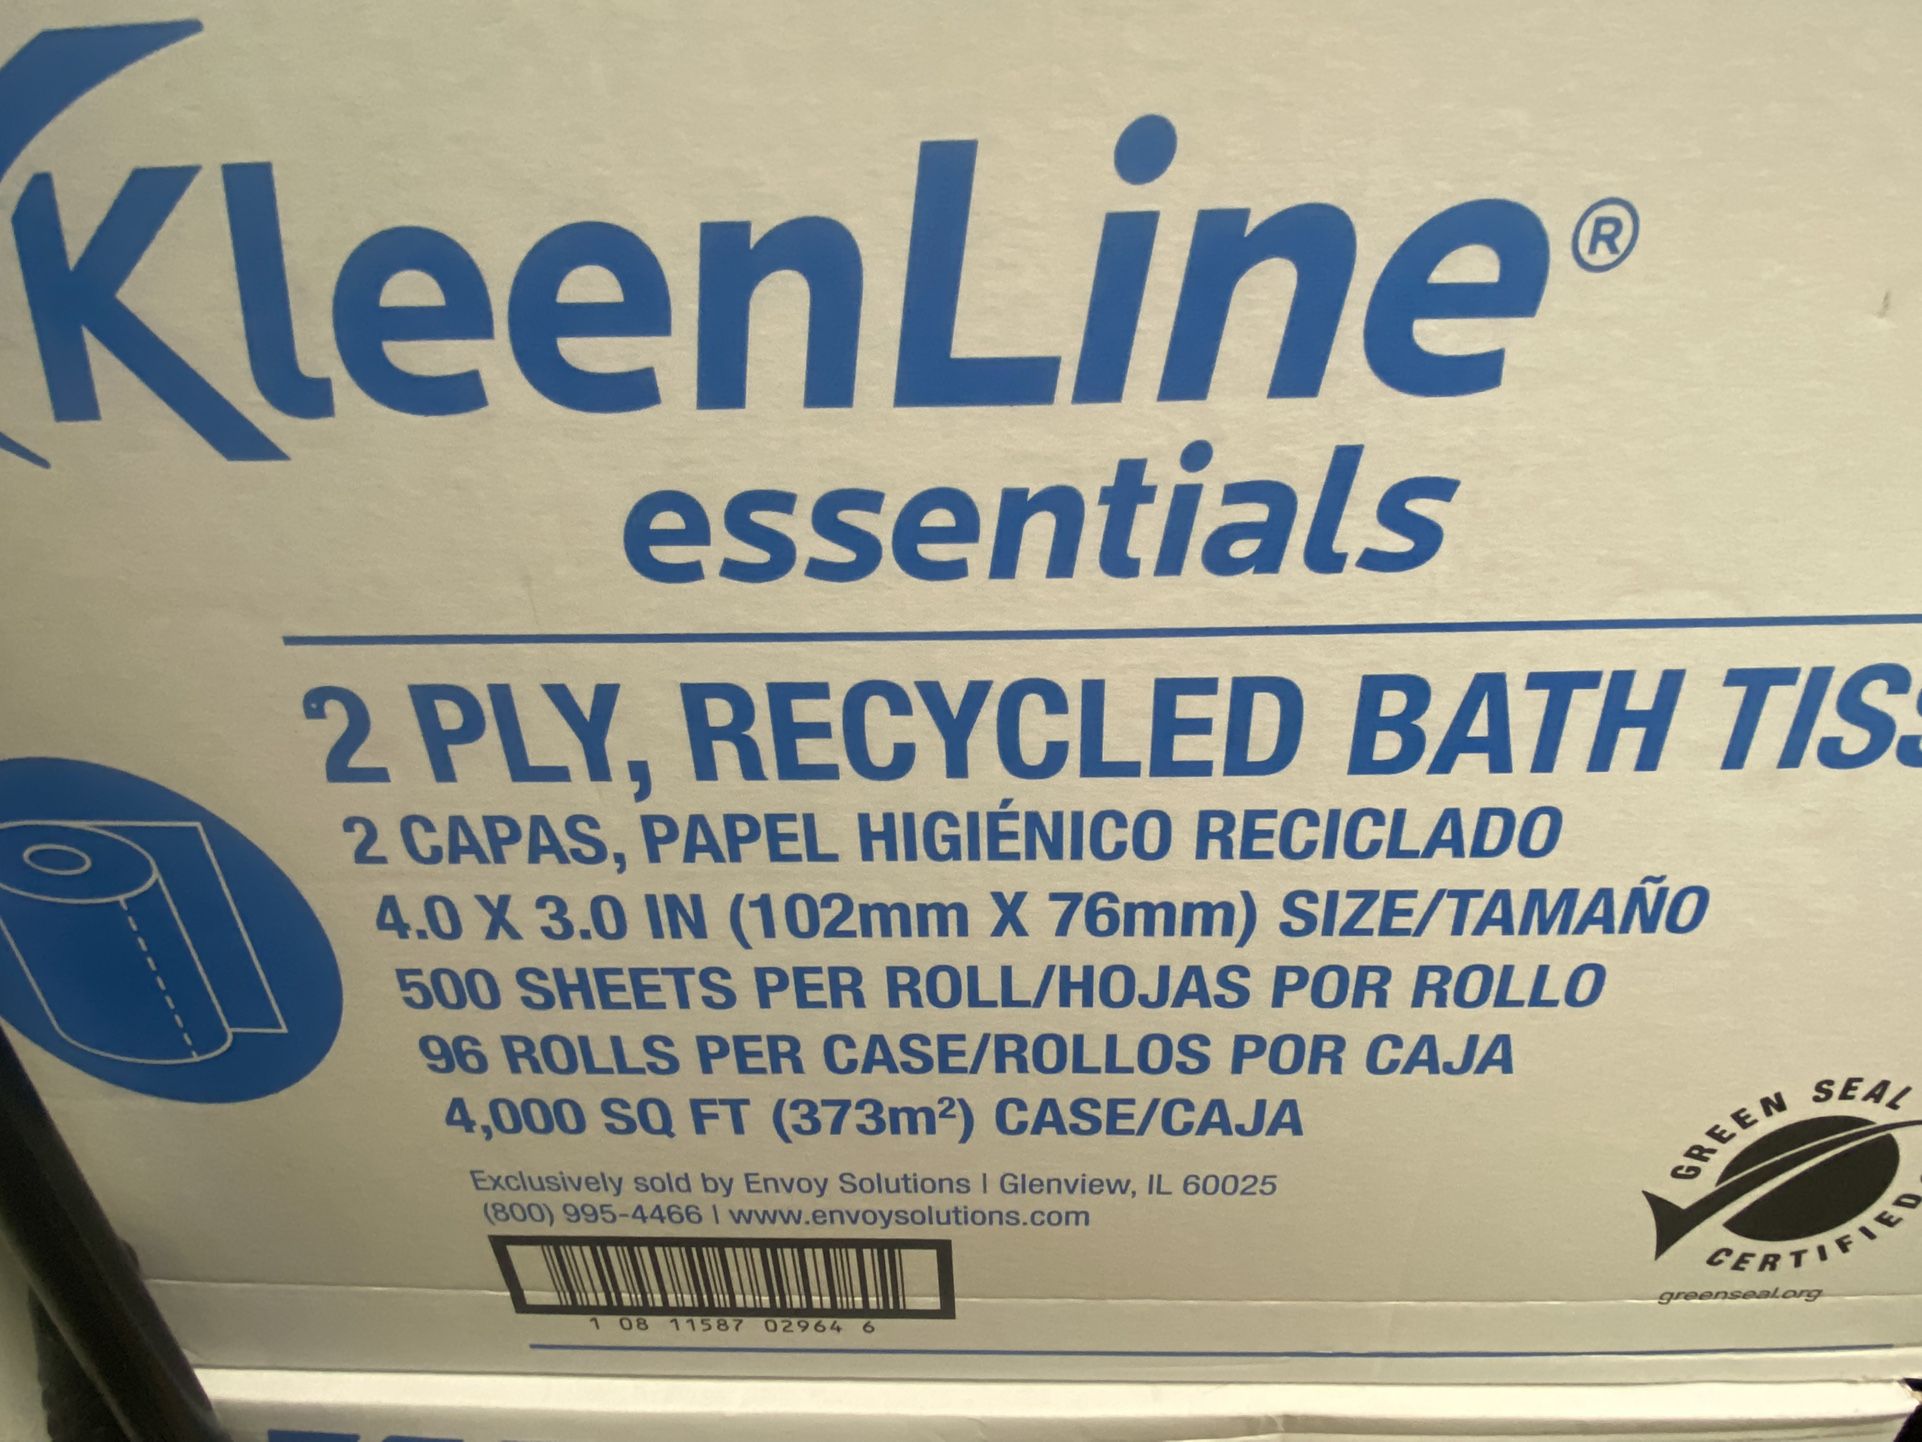 KleenLine®
essentials
2 PLY, RECYCLED BATH
2 CAPAS, PAPEL HIGIÉNICO RECICLADO
4.0 X 3.0 IN (102mm X 76mm) SIZE/TAMAÑO
500 SHEETS PER ROLL/HOJAS POR ROLLO
96 ROLLS PER CASE/ROLLOS POR CAJA
4,000 SQ FT (373m²) CASE/CAJA
Exclusively sold by Envoy Solutions | Glenview, IL 60025
(800) 995-4466 | www.envoysolutions.com
1 08 11587 02964 6
GREEN SEAL
CERTIFIED
greenseal.org